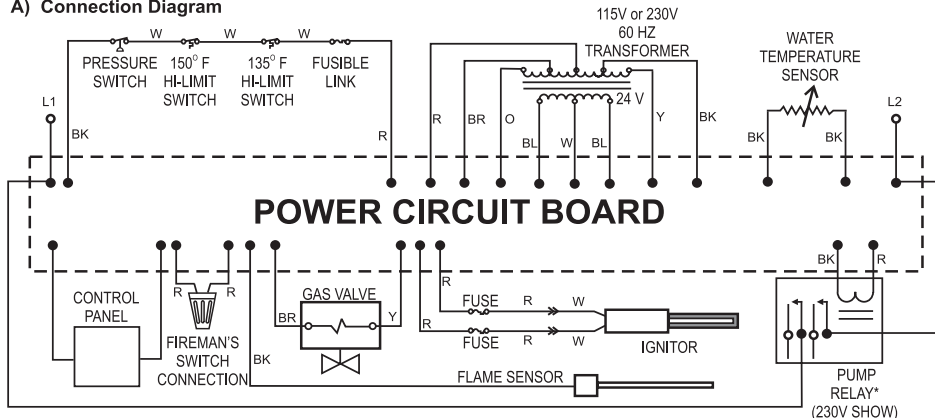 A) Connection Diagram
115V or 230V
60 HZ
TRANSFORMER
W
W
W
PRESSURE
SWITCH
150° F
HI-LIMIT
SWITCH
135° F
HI-LIMIT
SWITCH
FUSIBLE
LINK
WATER
TEMPERATURE
SENSOR
24 V
L1
L2
BK
R
R
BR
O
BL
W
BL
Y
BK
BK
BK
POWER CIRCUIT BOARD
CONTROL
PANEL
R
R
FIREMAN'S
SWITCH
CONNECTION
BK
GAS VALVE
BR
Y
R
R
FUSE
R
W
FUSE
R
W
IGNITOR
FLAME SENSOR
BK
R
PUMP
RELAY*
(230V SHOW)